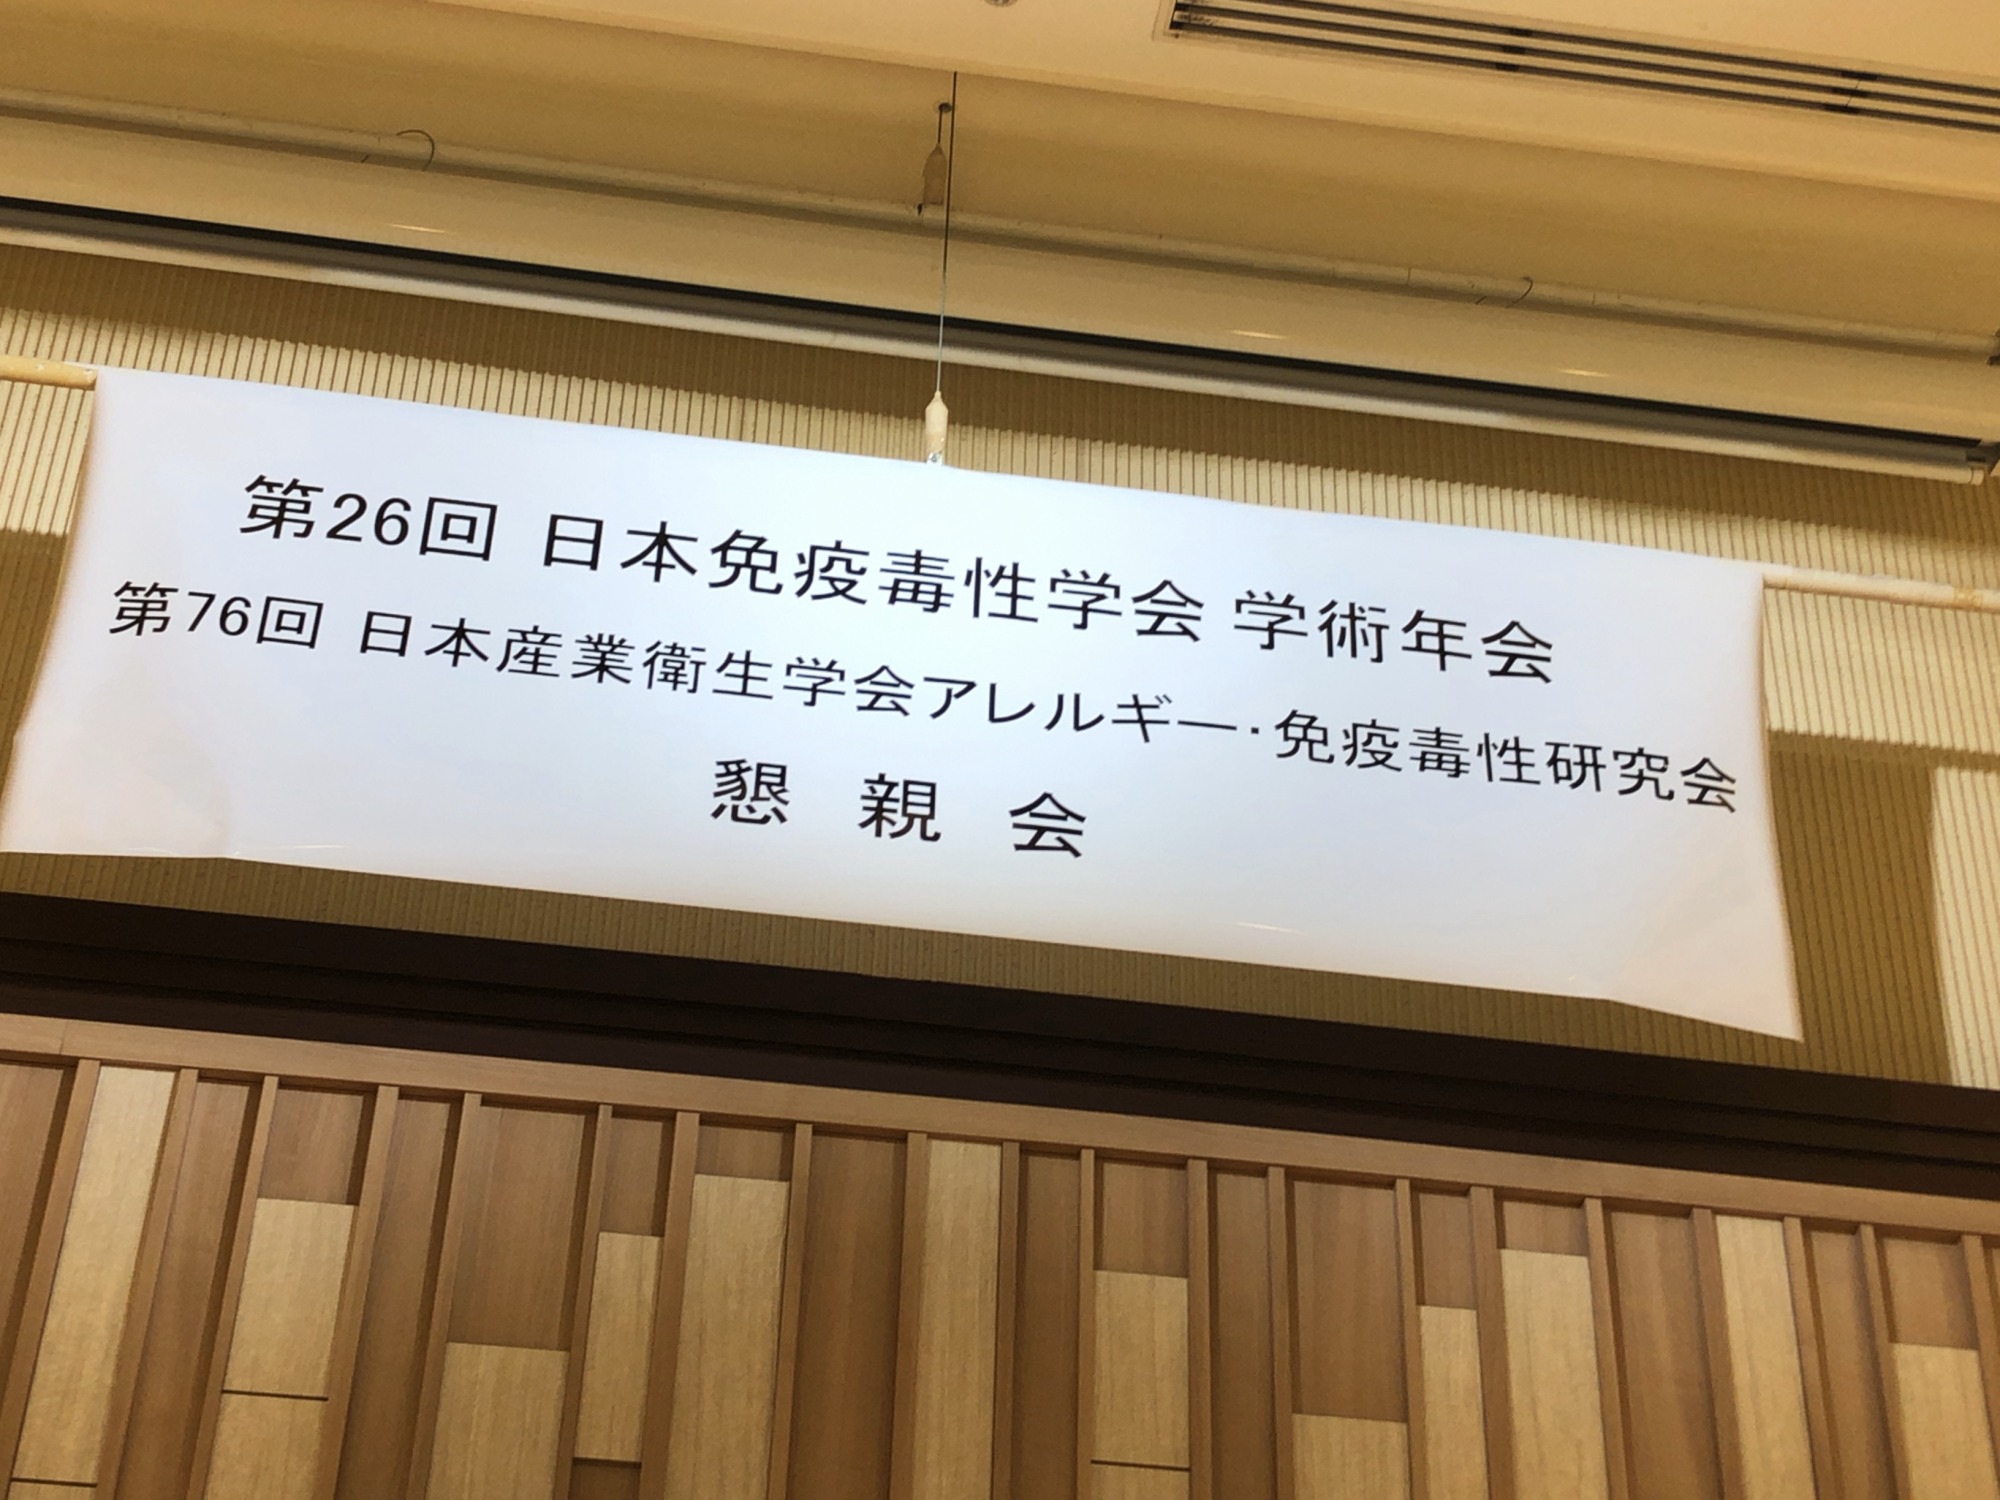 第26回 日本免疫毒性学会 学術年会
第76回 日本産業衛生学会アレルギー・免疫毒性研究会
懇 親 会